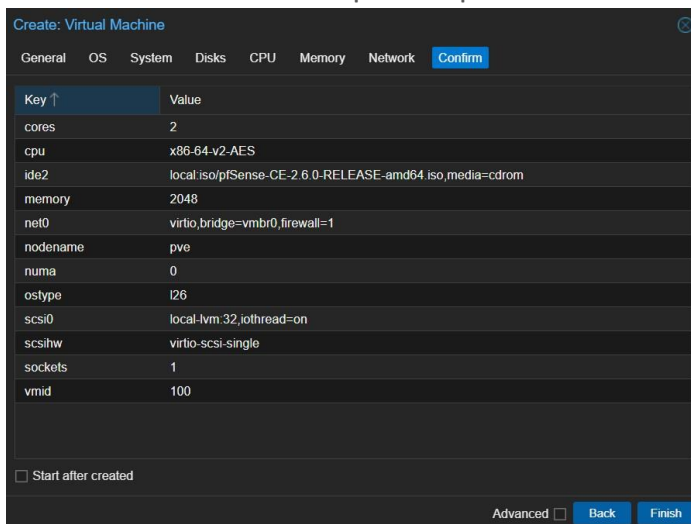 Create: Virtual Machine
General OS System Disks CPU Memory Network Confirm
Key ↑ Value
cores 2
cpu x86-64-v2-AES
ide2 local:iso/pfSense-CE-2.6.0-RELEASE-amd64.iso,media=cdrom
memory 2048
net0 virtio,bridge=vmbr0,firewall=1
nodename pve
numa 0
ostype l26
scsi0 local-lvm:32,iothread=on
scsihw virtio-scsi-single
sockets 1
vmid 100
Start after created
Advanced Back Finish